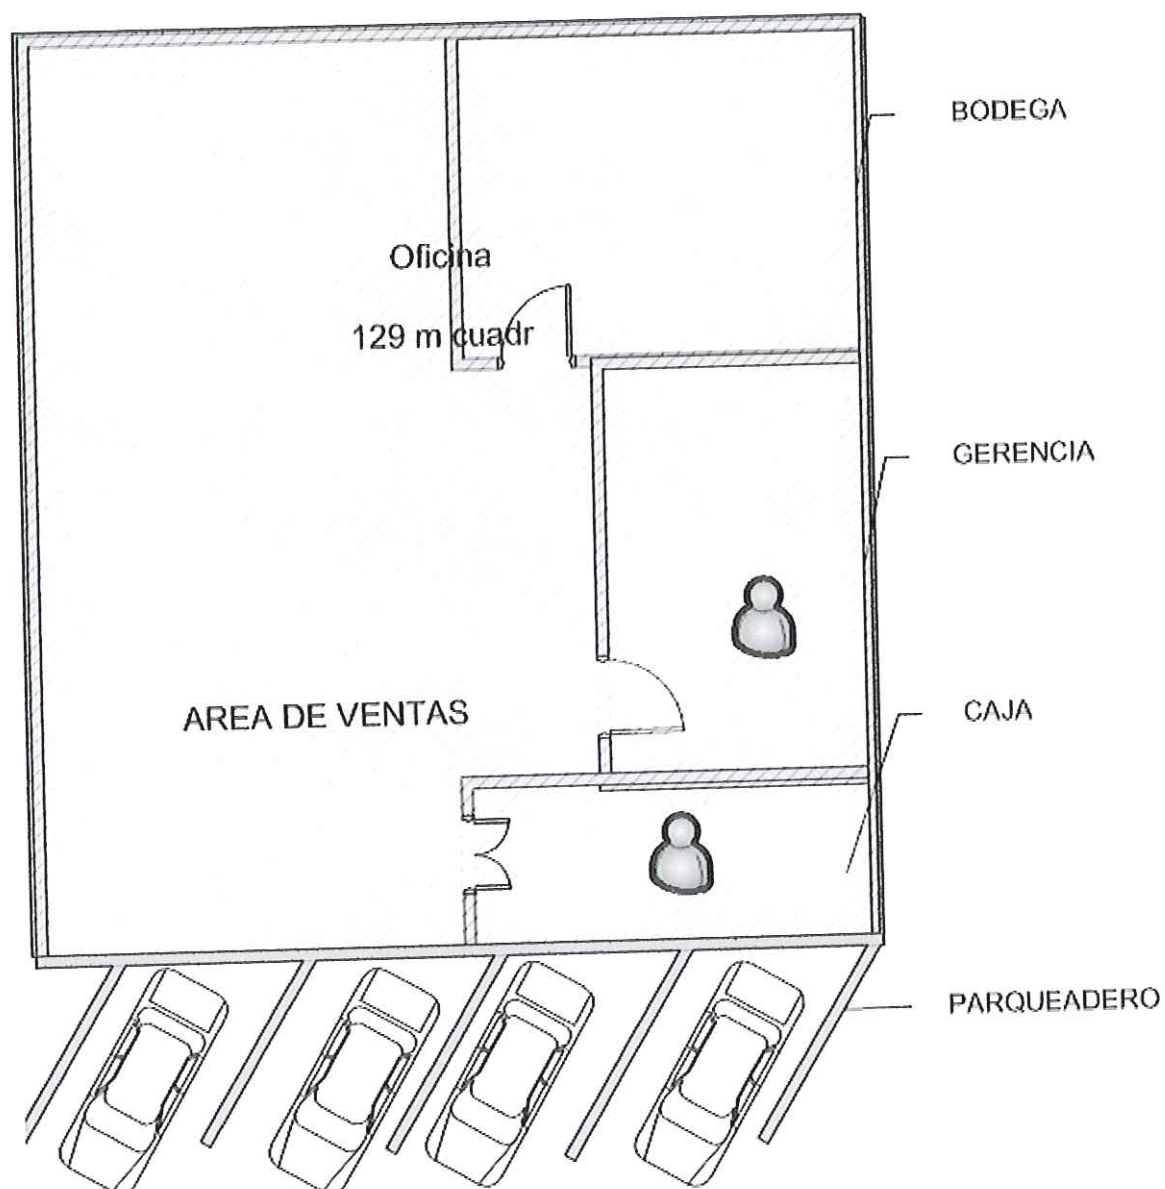 BODEGA
Oficina
129 m cuadr
GERENCIA
AREA DE VENTAS
CAJA
PARQUEADERO